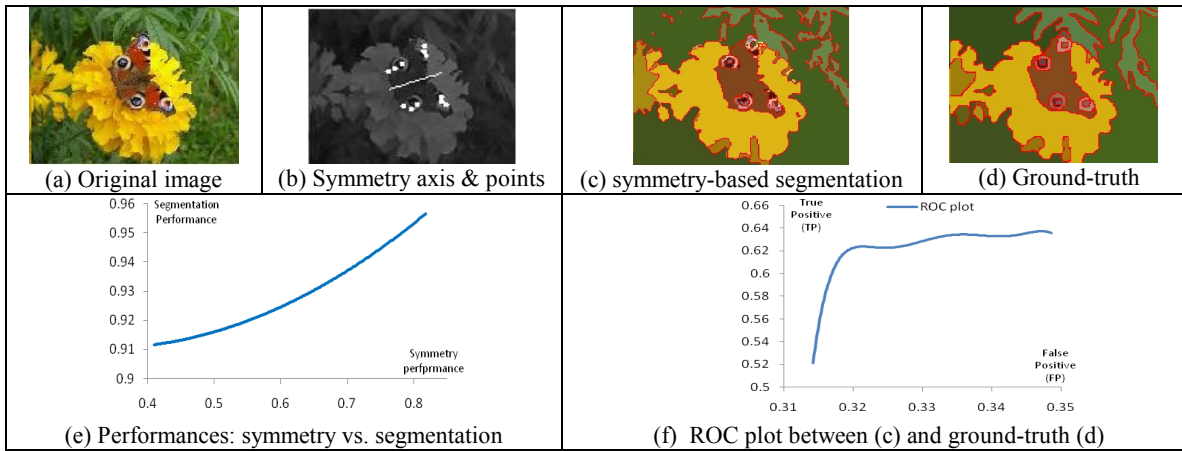 (a) Original image
(b) Symmetry axis & points
(c) symmetry-based segmentation
(d) Ground-truth
Segmentation
Performance
0.96
0.95
0.94
0.93
0.92
0.91
0.9
Symmetry
perfprmance
0.4 0.5 0.6 0.7 0.8
(e) Performances: symmetry vs. segmentation
True
Positive
(TP)
ROC plot
0.66
0.64
0.62
0.6
0.58
0.56
0.54
0.52
0.5
False
Positive
(FP)
0.31 0.32 0.33 0.34 0.35
(f) ROC plot between (c) and ground-truth (d)